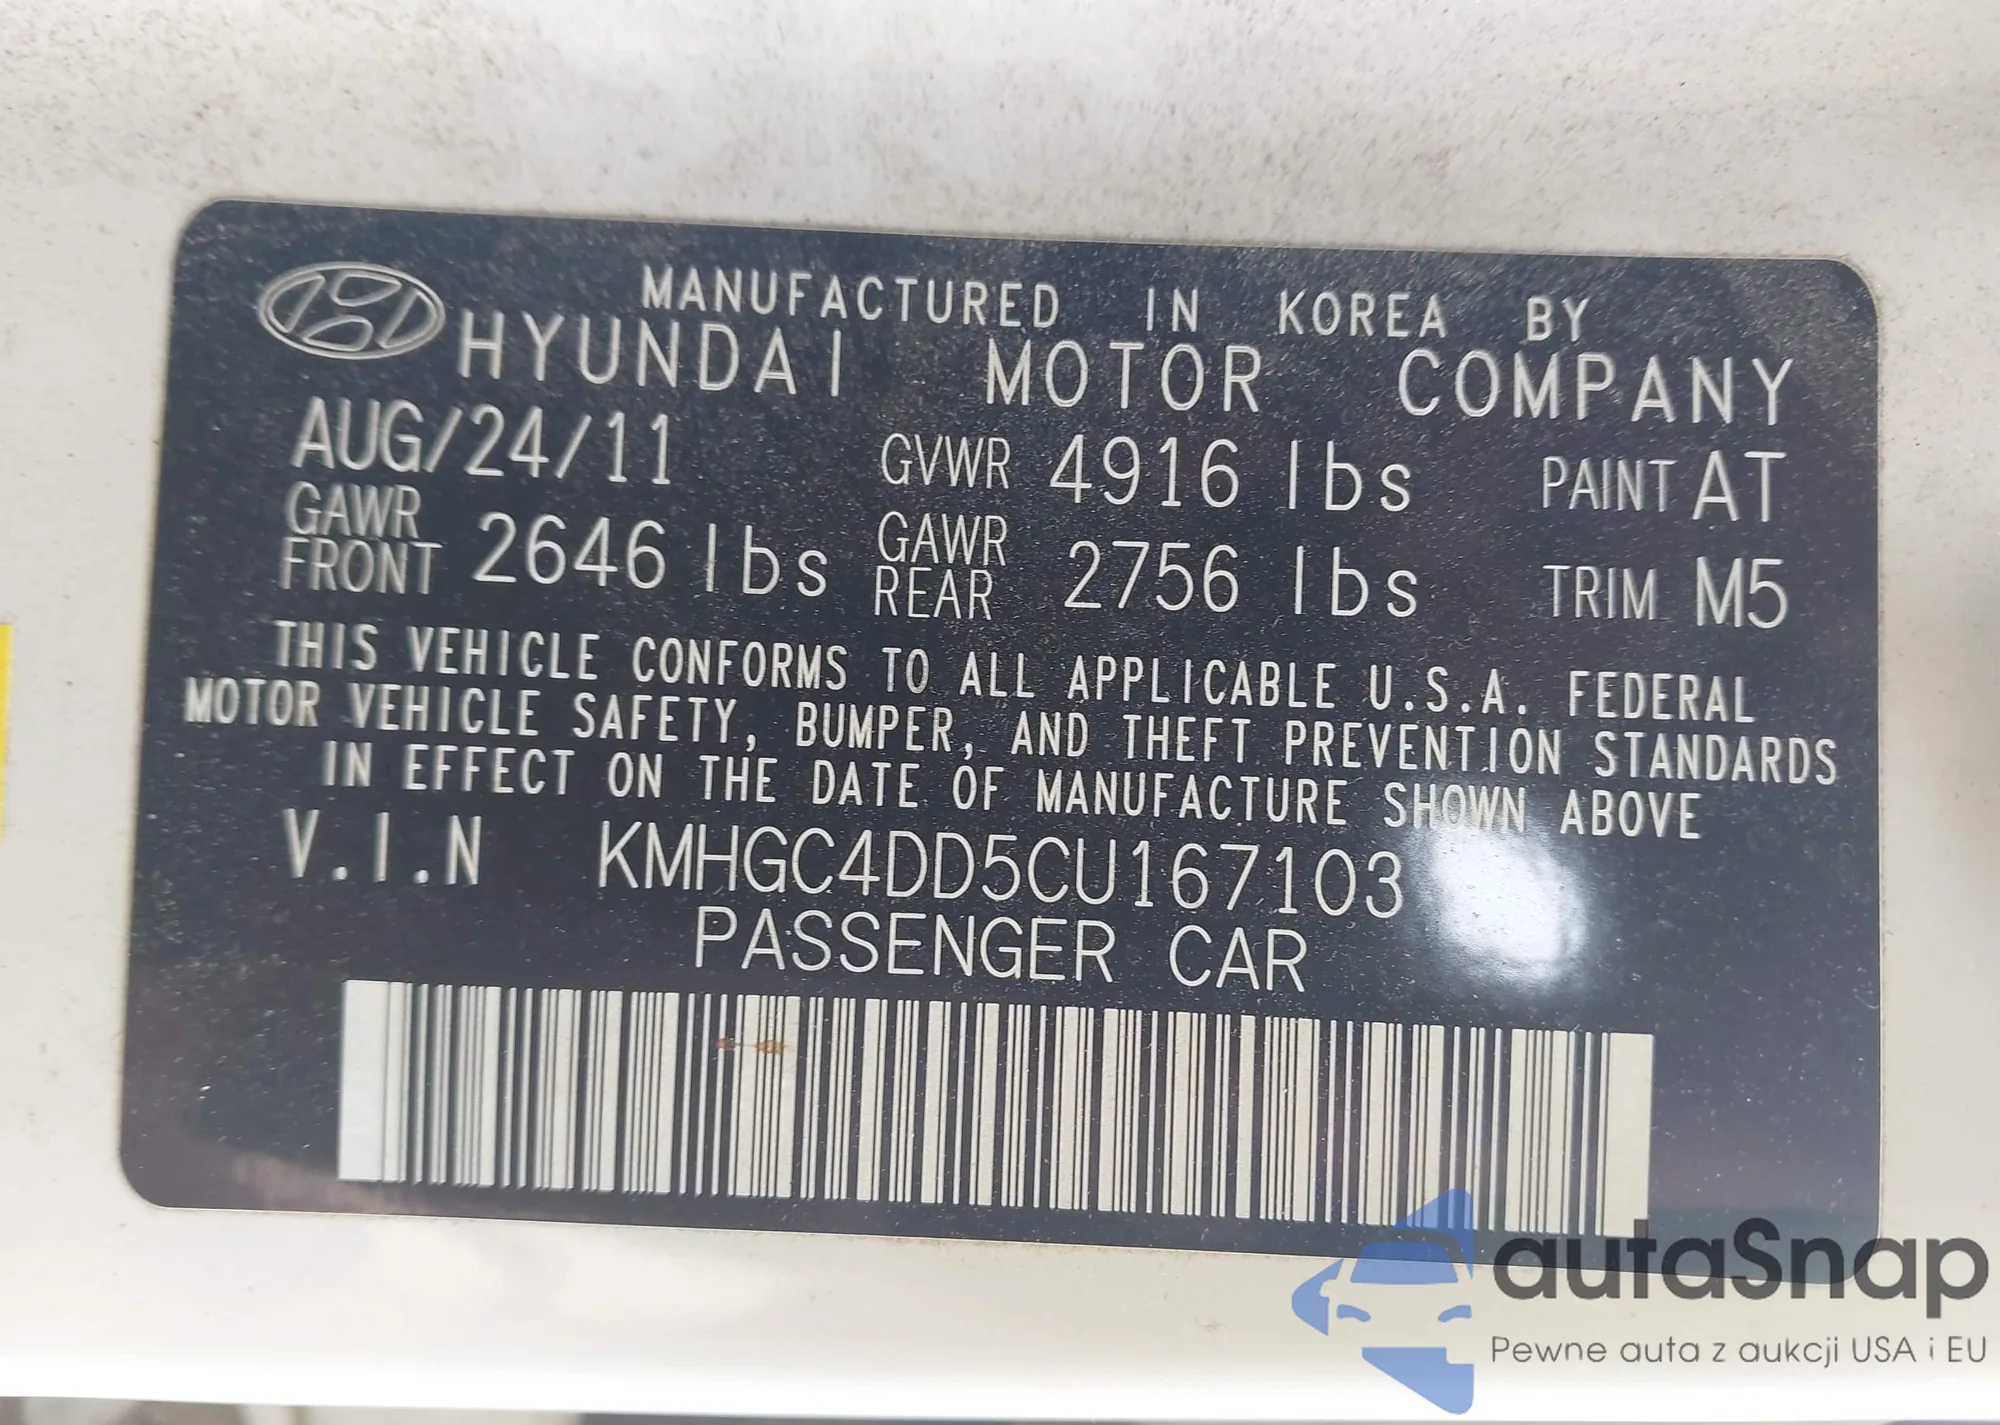 MANUFACTURED IN KOREA BY
HYUNDAI MOTOR COMPANY
AUG/24/11 GVWR 4916 lbs PAINT AT
GAWR FRONT 2646 lbs GAWR REAR 2756 lbs TRIM M5
THIS VEHICLE CONFORMS TO ALL APPLICABLE U.S.A. FEDERAL
MOTOR VEHICLE SAFETY, BUMPER, AND THEFT PREVENTION STANDARDS
IN EFFECT ON THE DATE OF MANUFACTURE SHOWN ABOVE
V.I.N KMHGC4DD5CU167103
PASSENGER CAR
autaSnap
Pewne auta z aukcji USA i EU